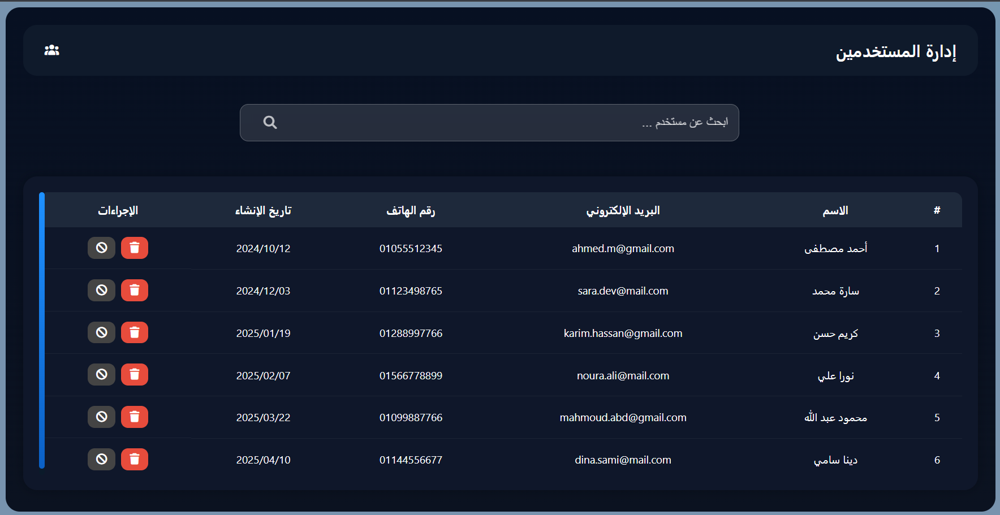 إدارة المستخدمين
ابحث عن مستخدم ...
# الاسم البريد الإلكتروني رقم الهاتف تاريخ الإنشاء الإجراءات
1 أحمد مصطفى ahmed.m@gmail.com 01055512345 2024/10/12
2 سارة محمد sara.dev@mail.com 01123498765 2024/12/03
3 كريم حسن karim.hassan@gmail.com 01288997766 2025/01/19
4 نورا علي noura.ali@mail.com 01566778899 2025/02/07
5 محمود عبد الله mahmoud.abd@gmail.com 01099887766 2025/03/22
6 دينا سامي dina.sami@mail.com 01144556677 2025/04/10